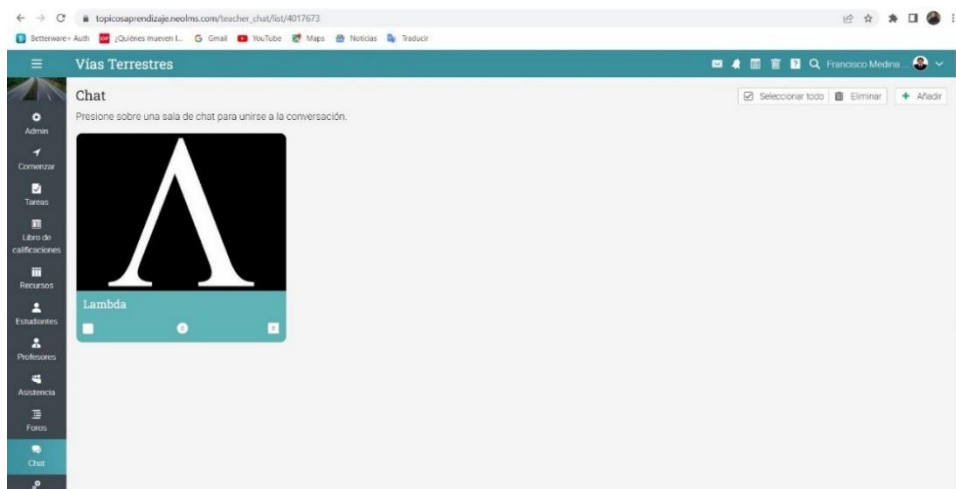 topicosaprendizaje.neolms.com/teacher_chat/list/4017673
Betterware+ Auth ¿Quiénes mueven l... Gmail YouTube Maps Noticias Traducir
Vías Terrestres
Francisco Medina
Chat
Seleccionar todo Eliminar Añadir
Presione sobre una sala de chat para unirse a la conversación.
Admin
Comenzar
Tareas
Libro de
calificaciones
Recursos
Estudiantes
Profesores
Asistencia
Foros
Chat
Λ
Lambda